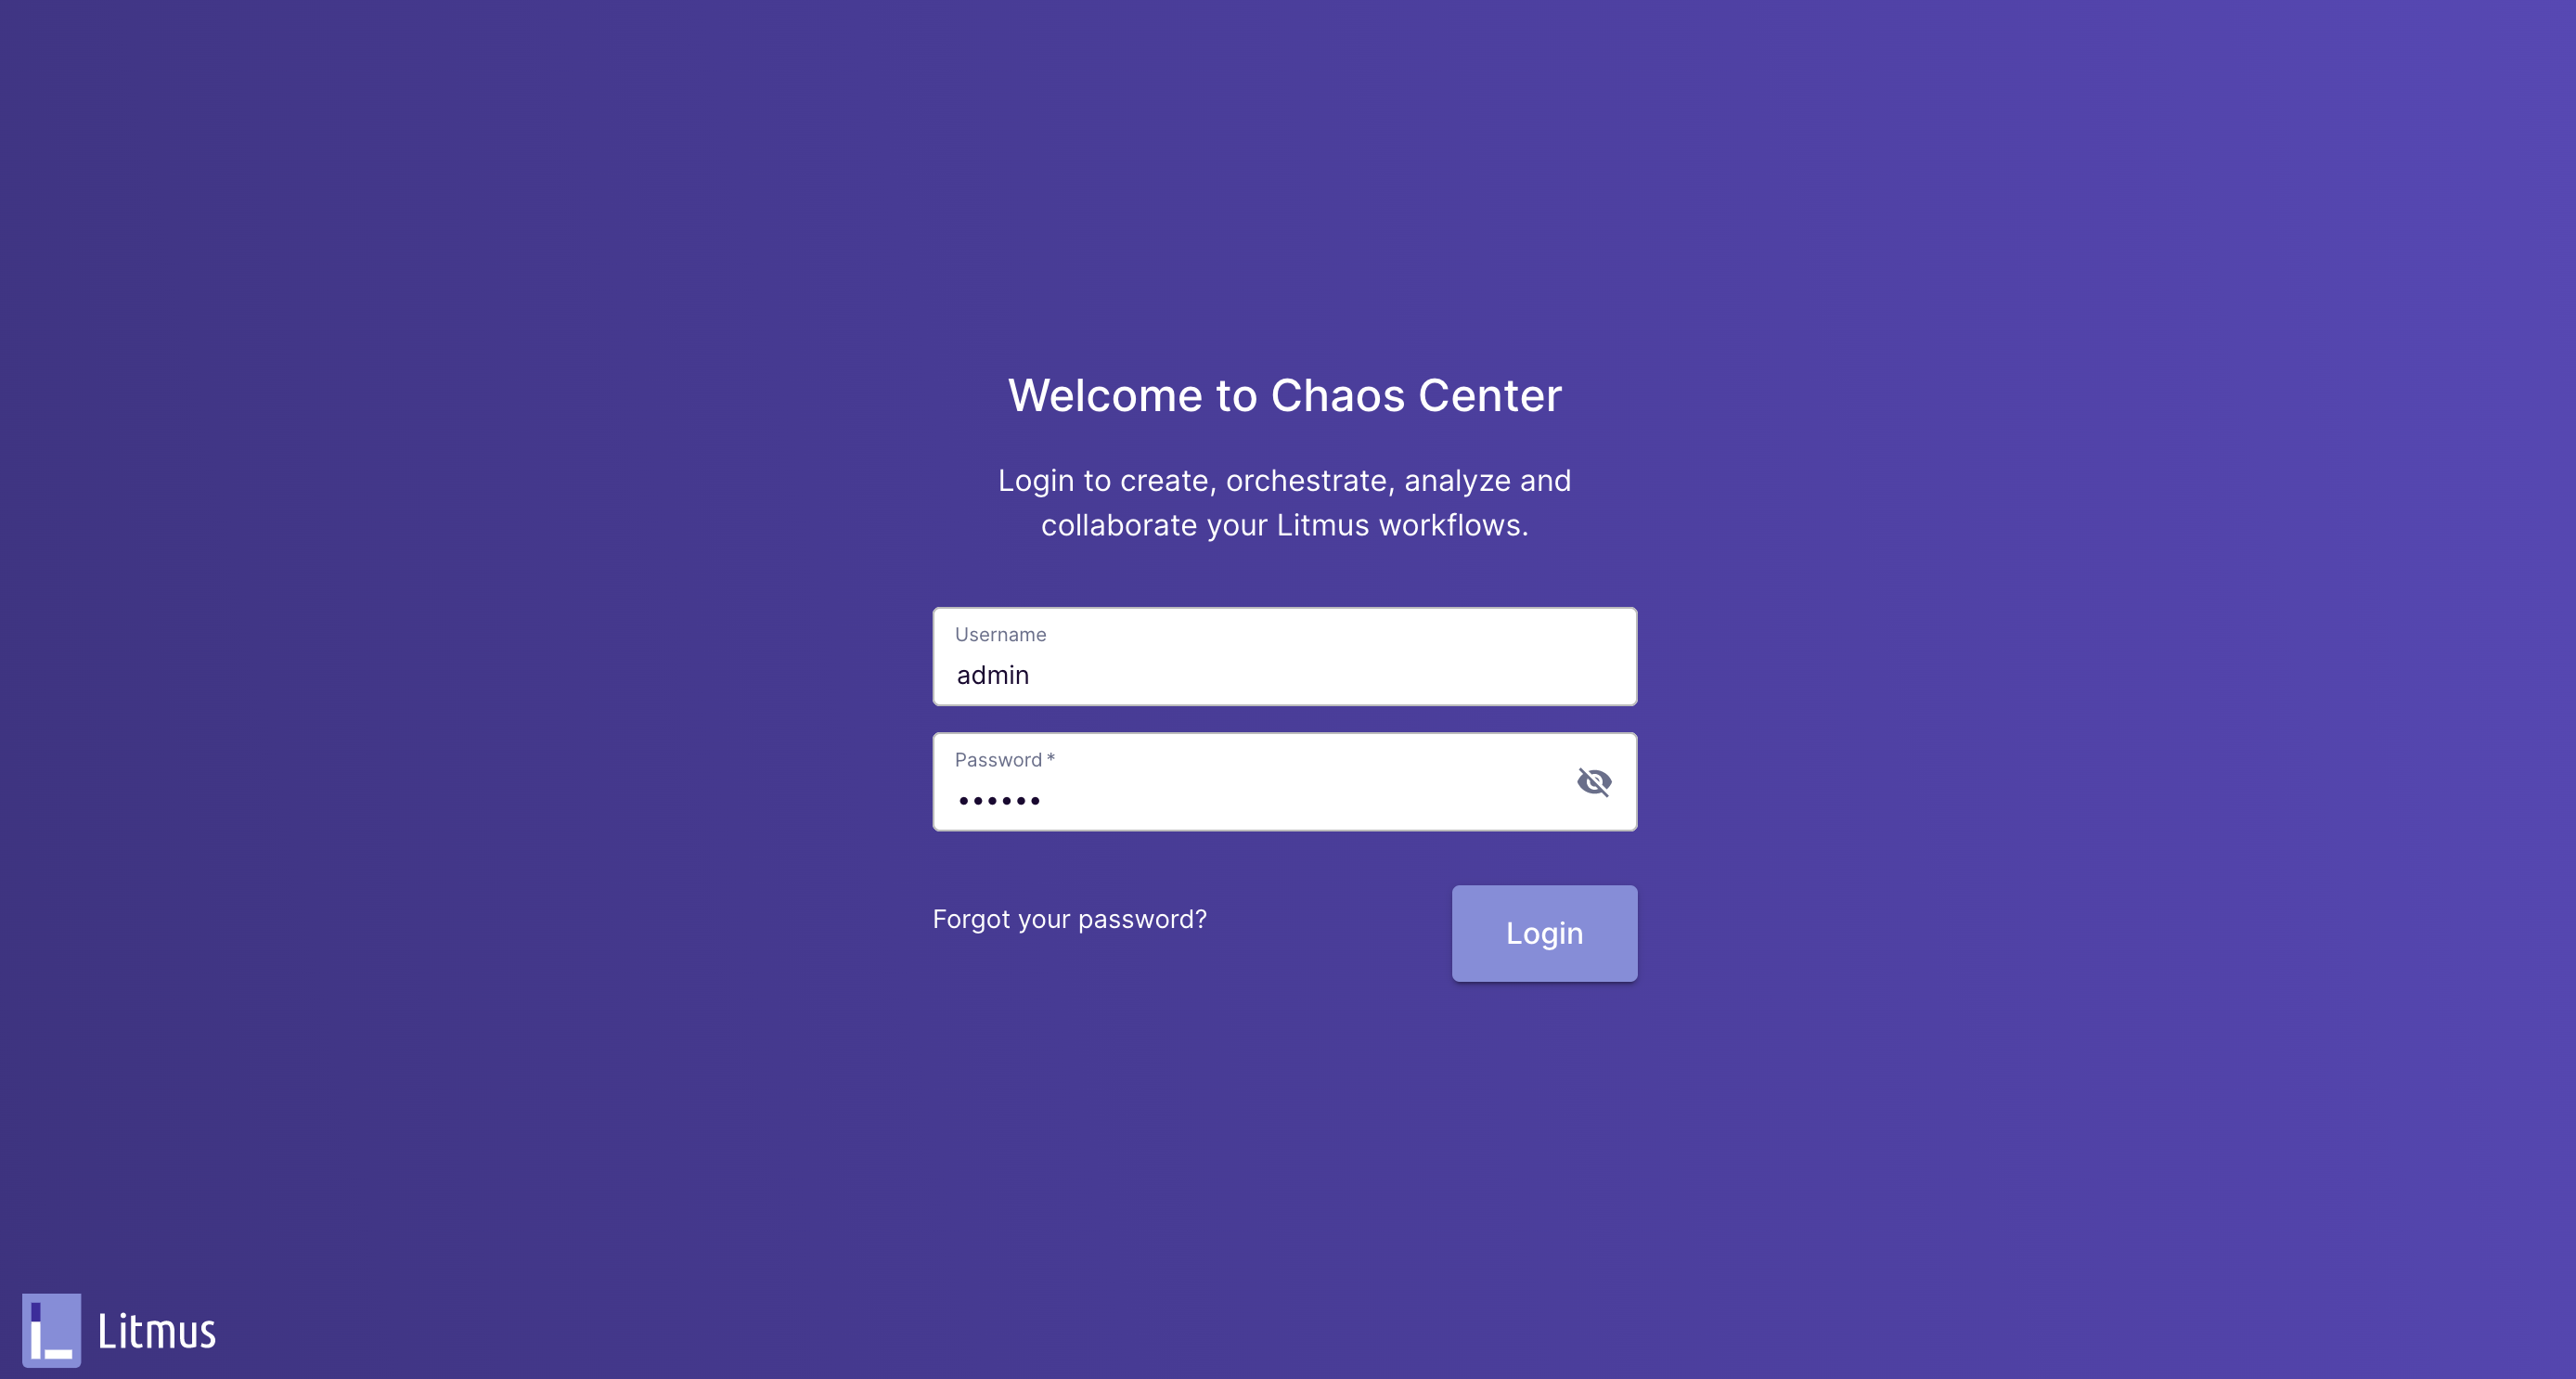 Welcome to Chaos Center
Login to create, orchestrate, analyze and
collaborate your Litmus workflows.
Username
admin
Password *
••••••
Forgot your password?
Login
Litmus